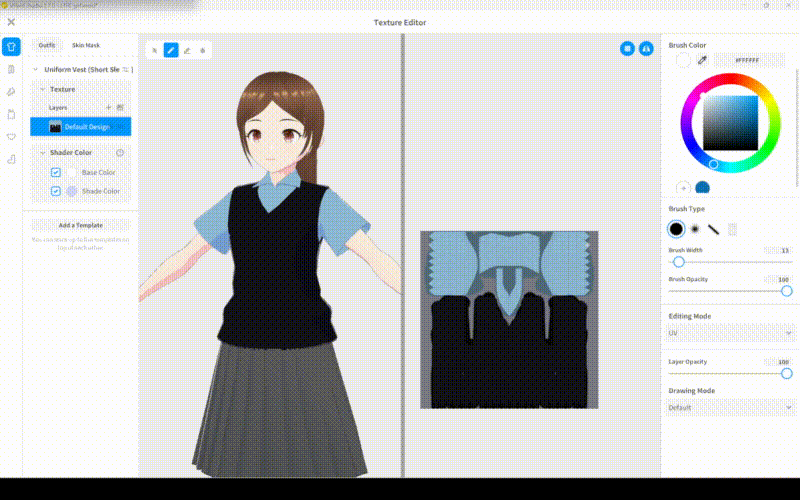 Texture Editor
Outfit Skin Mask
Uniform Vest (Short Sle
Texture
Layers
Default Design
Shader Color
Base Color
Shade Color
Add a Template
Brush Color
#FFFFFF
Brush Type
Brush Width 13
Brush Opacity 100
Editing Mode
UV
Layer Opacity 100
Drawing Mode
Default